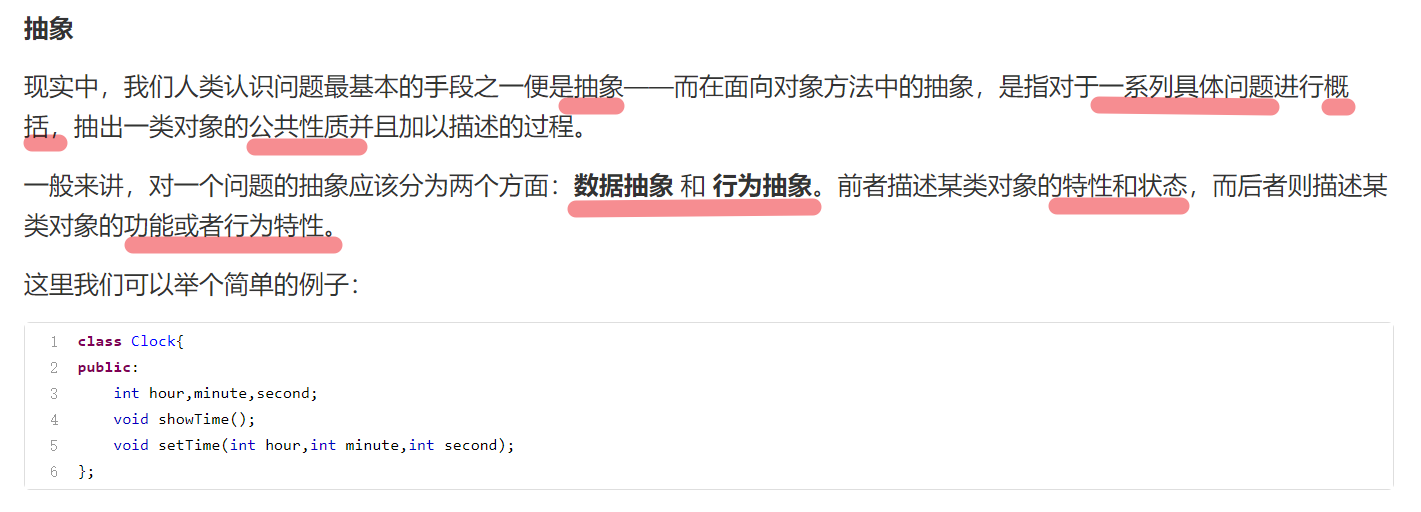 抽象
现实中，我们人类认识问题最基本的手段之一便是抽象——而在面向对象方法中的抽象，是指对于一系列具体问题进行概
括，抽出一类对象的公共性质并且加以描述的过程。
一般来讲，对一个问题的抽象应该分为两个方面：数据抽象 和 行为抽象。前者描述某类对象的特性和状态，而后者则描述某
类对象的功能或者行为特性。
这里我们可以举个简单的例子：
1 class Clock{
2 public:
3     int hour,minute,second;
4     void showTime();
5     void setTime(int hour,int minute,int second);
6 };